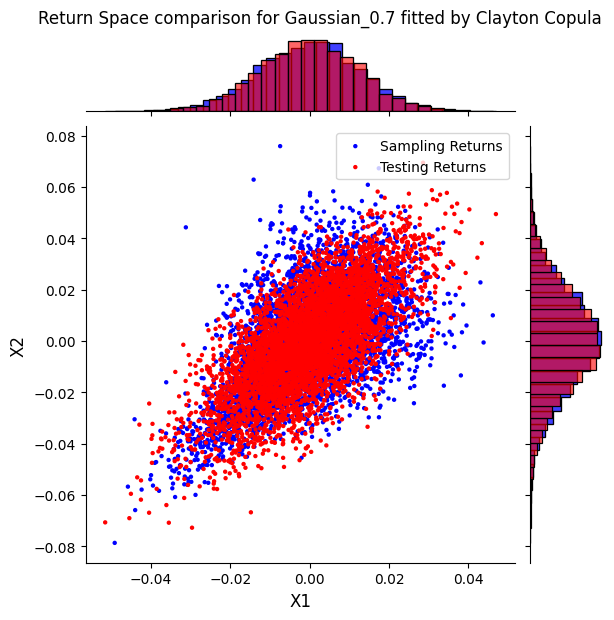 Return Space comparison for Gaussian_0.7 fitted by Clayton Copula
Sampling Returns
Testing Returns
0.08
0.06
0.04
0.02
0.00
−0.02
−0.04
−0.06
−0.08
X2
−0.04
−0.02
0.00
0.02
0.04
X1